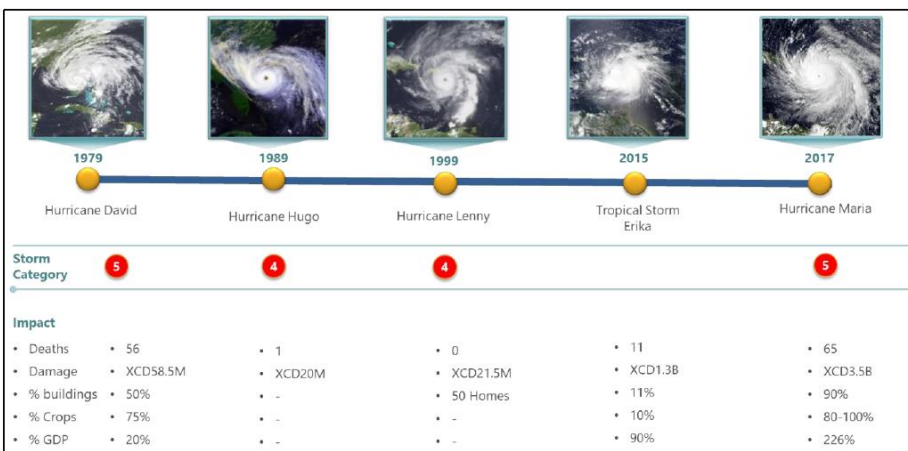 1979 1989 1999 2015 2017
Hurricane David Hurricane Hugo Hurricane Lenny Tropical Storm Hurricane Maria
Erika
Storm
Category 5 4 4 5
Impact
• Deaths • 56 • 1 • 0 • 11 • 65
• Damage • XCD58.5M • XCD20M • XCD21.5M • XCD1.3B • XCD3.5B
• % buildings • 50% • - • 50 Homes • 11% • 90%
• % Crops • 75% • - • - • 10% • 80-100%
• % GDP • 20% • - • - • 90% • 226%